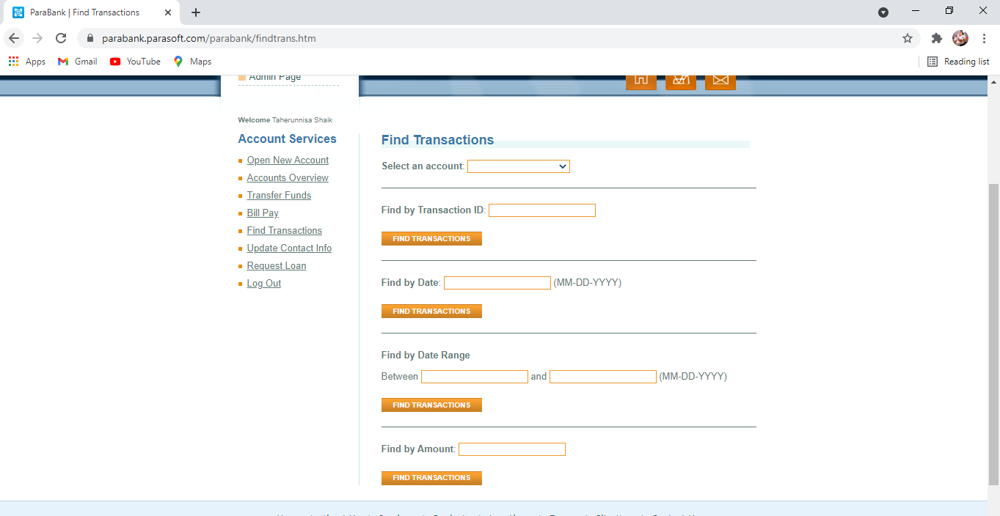 ParaBank | Find Transactions
parabank.parasoft.com/parabank/findtrans.htm
Apps Gmail YouTube Maps Reading list
Admin Page
Welcome Taherunnisa Shaik
Account Services
Open New Account
Accounts Overview
Transfer Funds
Bill Pay
Find Transactions
Update Contact Info
Request Loan
Log Out
Find Transactions
Select an account:
Find by Transaction ID:
FIND TRANSACTIONS
Find by Date: (MM-DD-YYYY)
FIND TRANSACTIONS
Find by Date Range
Between and (MM-DD-YYYY)
FIND TRANSACTIONS
Find by Amount:
FIND TRANSACTIONS